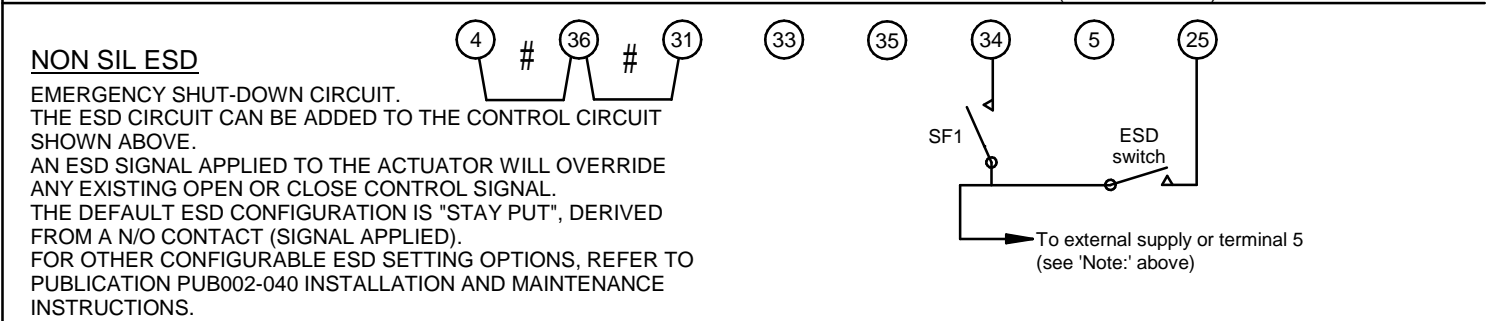 4 # 36 # 31 33 35 34 5 25
NON SIL ESD
EMERGENCY SHUT-DOWN CIRCUIT.
THE ESD CIRCUIT CAN BE ADDED TO THE CONTROL CIRCUIT
SHOWN ABOVE.
AN ESD SIGNAL APPLIED TO THE ACTUATOR WILL OVERRIDE
ANY EXISTING OPEN OR CLOSE CONTROL SIGNAL.
THE DEFAULT ESD CONFIGURATION IS "STAY PUT", DERIVED
FROM A N/O CONTACT (SIGNAL APPLIED).
FOR OTHER CONFIGURABLE ESD SETTING OPTIONS, REFER TO
PUBLICATION PUB002-040 INSTALLATION AND MAINTENANCE
INSTRUCTIONS.
SF1
ESD
switch
To external supply or terminal 5
(see 'Note:' above)